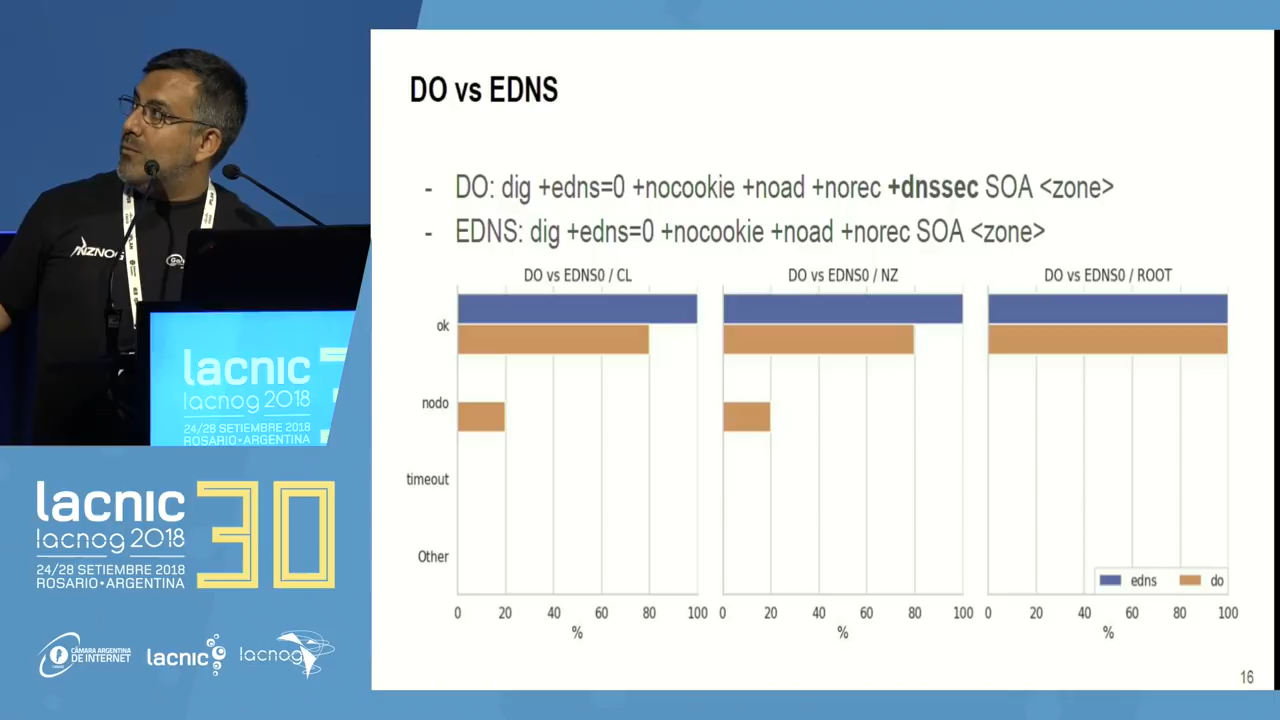 DO vs EDNS
- DO: dig +edns=0 +nocookie +noad +norec +dnssec SOA <zone>
- EDNS: dig +edns=0 +nocookie +noad +norec SOA <zone>
DO vs EDNS0 / CL
DO vs EDNS0 / NZ
DO vs EDNS0 / ROOT
ok
nodo
timeout
Other
edns
do
0 20 40 60 80 100
%
0 20 40 60 80 100
%
0 20 40 60 80 100
%
16
lacnic
lacnog 2018
24/28 SETIEMBRE 2018
ROSARIO•ARGENTINA
lacnic 30
lacnog 2018
24/28 SETIEMBRE 2018
ROSARIO•ARGENTINA
CÁMARA ARGENTINA
DE INTERNET
lacnic
lacnog